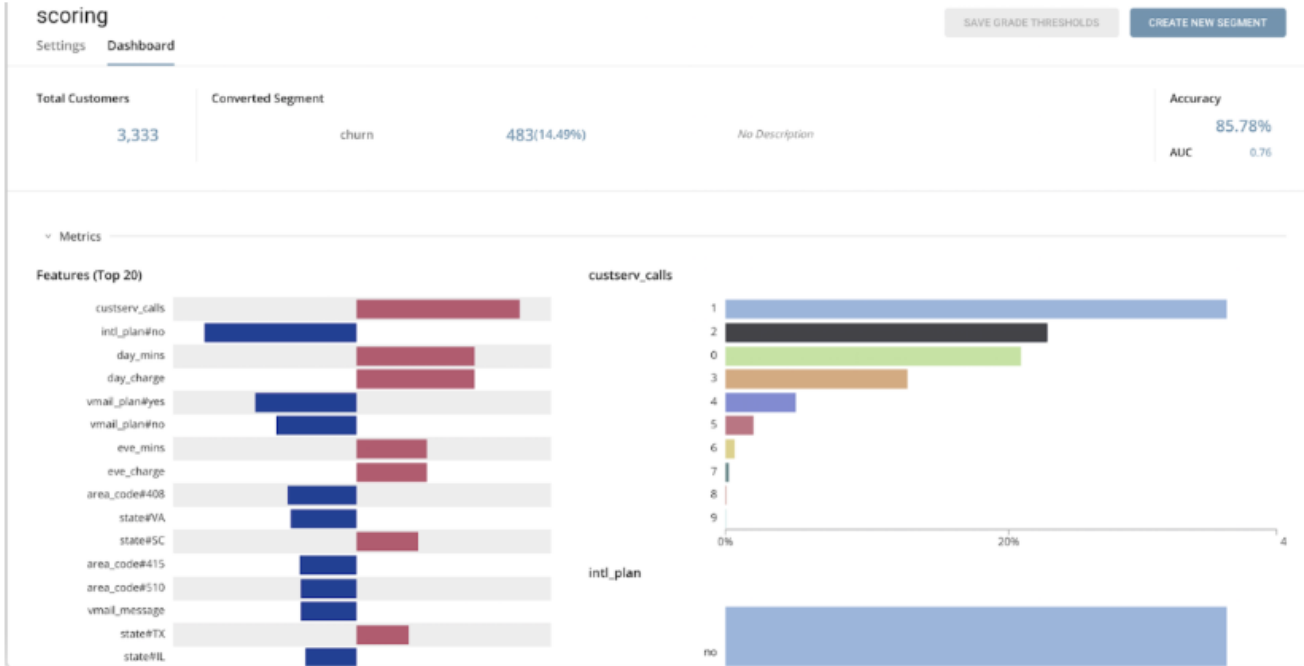 scoring
SAVE GRADE THRESHOLDS
CREATE NEW SEGMENT
Settings Dashboard
Total Customers
Converted Segment
Accuracy
3,333
churn
483(14.49%)
No Description
85.78%
AUC 0.76
Metrics
Features (Top 20)
custserv_calls
intl_plan#no
day_mins
day_charge
vmail_plan#yes
vmail_plan#no
eve_mins
eve_charge
area_code#408
state#VA
state#SC
area_code#415
area_code#510
vmail_message
state#TX
state#IL
custserv_calls
1
2
0
3
4
5
6
7
8
9
0% 20% 4
intl_plan
no